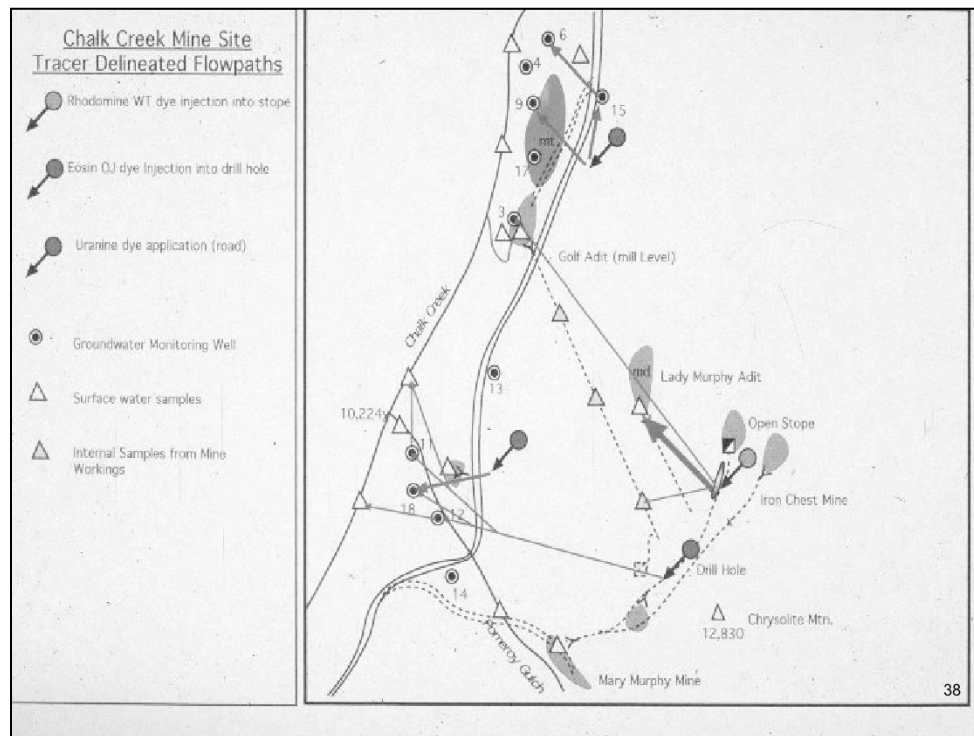 Chalk Creek Mine Site
Tracer Delineated Flowpaths
Rhodomine WT dye injection into stope
Eosin OJ dye Injection into drill hole
Uranine dye application (road)
Groundwater Monitoring Well
Surface water samples
Internal Samples from Mine
Workings
6
4
9
15
mt
17
3
Golf Adit (mill Level)
Chalk Creek
13
md
Lady Murphy Adit
10,224
11
Open Stope
Iron Chest Mine
18
12
Drill Hole
14
Chrysolite Mtn.
12,830
Pomeroy Gulch
Mary Murphy Mine
38